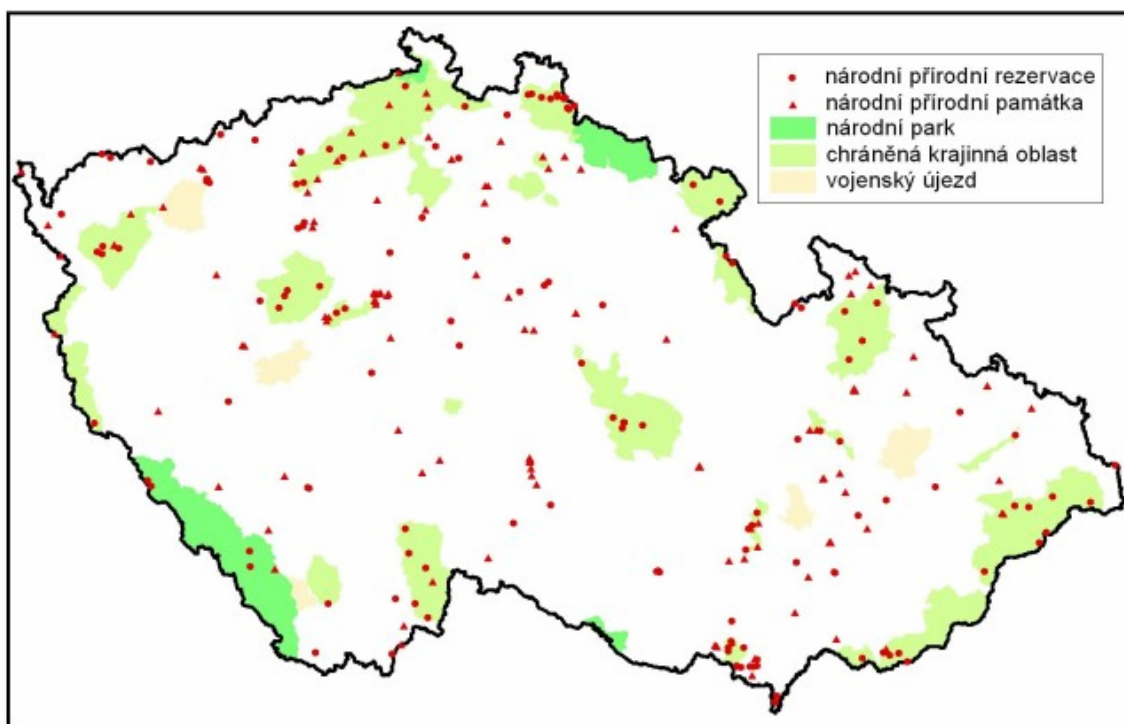 národní přírodní rezervace
národní přírodní památka
národní park
chráněná krajinná oblast
vojenský újezd